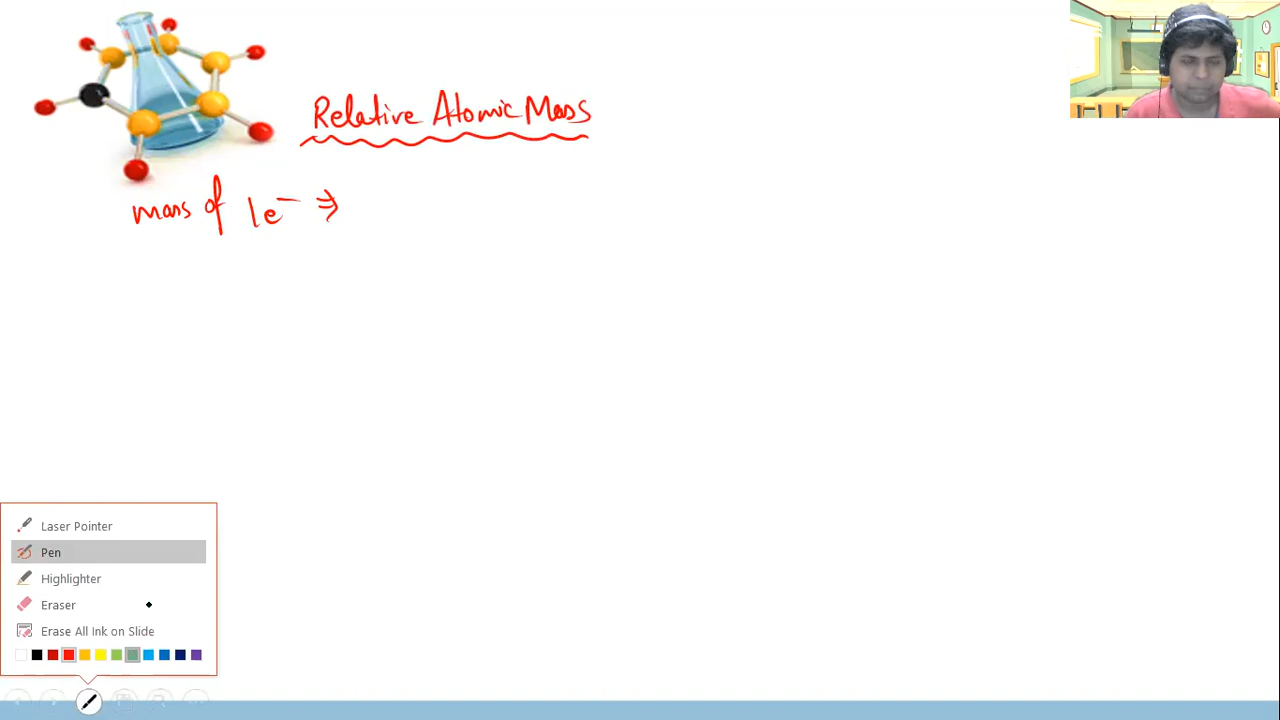 Relative Atomic Mass
mass of 1e⁻ ⇒
Laser Pointer
Pen
Highlighter
Eraser
Erase All Ink on Slide